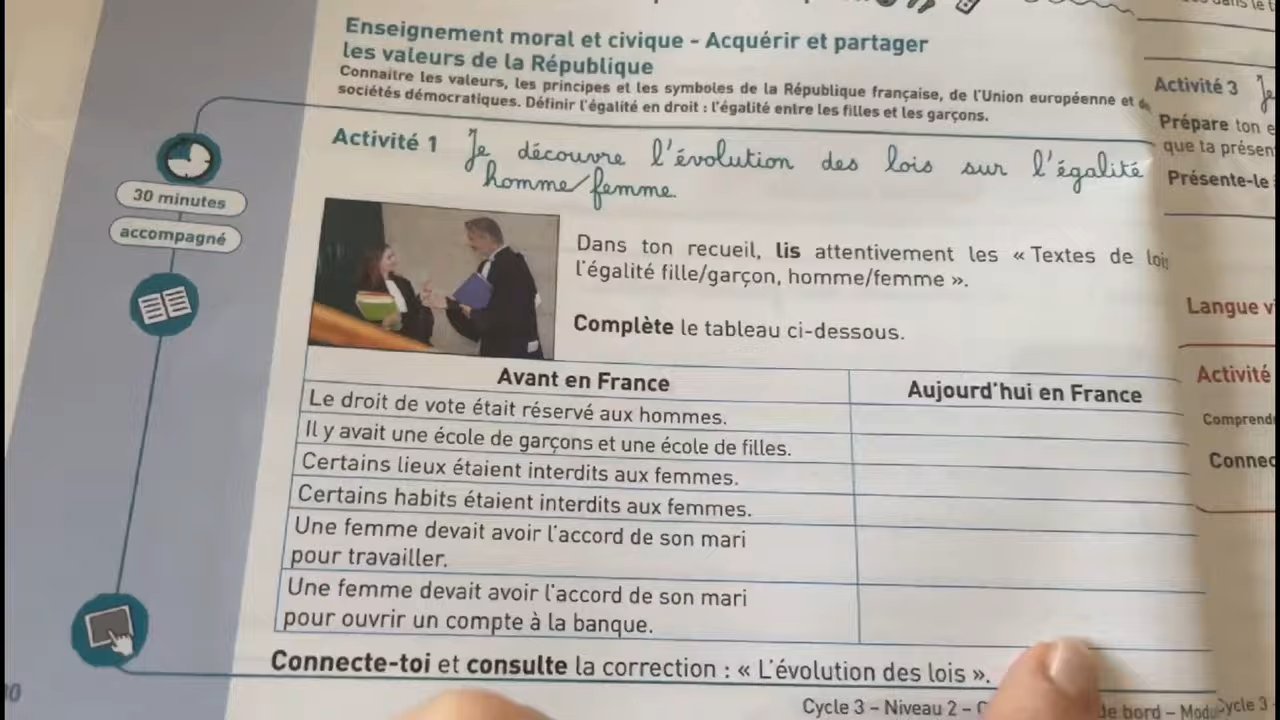 Enseignement moral et civique - Acquérir et partager
les valeurs de la République
Connaitre les valeurs, les principes et les symboles de la République française, de l'Union européenne et
sociétés démocratiques. Définir l'égalité en droit : l'égalité entre les filles et les garçons.
Activité 1 Je découvre l'évolution des lois sur l'égalité
homme/femme.
30 minutes
accompagné
Dans ton recueil, lis attentivement les « Textes de lois
l'égalité fille/garçon, homme/femme ».
Complète le tableau ci-dessous.
Avant en France
Aujourd'hui en France
Le droit de vote était réservé aux hommes.
Il y avait une école de garçons et une école de filles.
Certains lieux étaient interdits aux femmes.
Certains habits étaient interdits aux femmes.
Une femme devait avoir l'accord de son mari
pour travailler.
Une femme devait avoir l'accord de son mari
pour ouvrir un compte à la banque.
Connecte-toi et consulte la correction : « L'évolution des lois ».
Cycle 3 – Niveau 2 – de bord –
Activité 3 Je
Prépare ton
que ta présen
Présente-le
Langue v
Activité
Comprend
Connec
Cycle 3